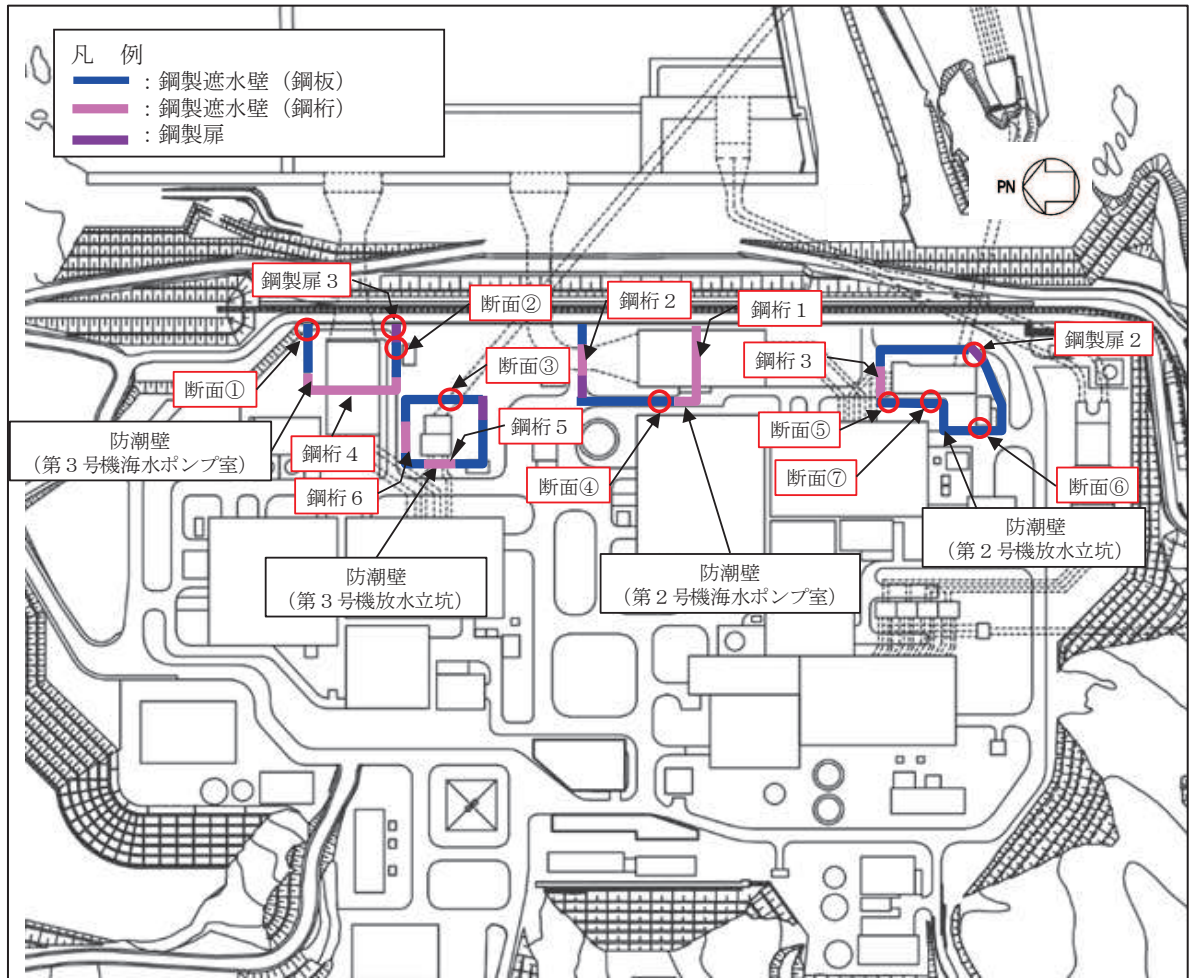 凡 例
：鋼製遮水壁（鋼板）
：鋼製遮水壁（鋼桁）
：鋼製扉
PN
鋼製扉３
断面②
鋼桁２
鋼桁１
断面①
断面③
鋼桁３
鋼製扉２
防潮壁
（第３号機海水ポンプ室）
鋼桁４
鋼桁５
鋼桁６
断面④
断面⑤
断面⑦
断面⑥
防潮壁
（第３号機放水立坑）
防潮壁
（第２号機海水ポンプ室）
防潮壁
（第２号機放水立坑）